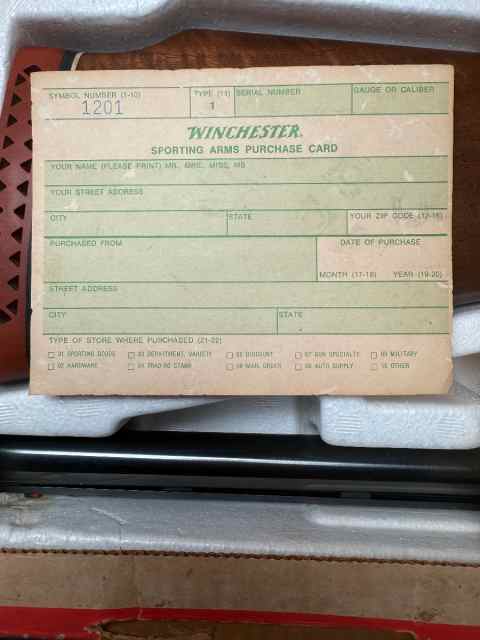 SYMBOL NUMBER (1-10) TYPE (11) SERIAL NUMBER GAUGE OR CALIBER
1201 1
WINCHESTER.
SPORTING ARMS PURCHASE CARD
YOUR NAME (PLEASE PRINT) MR. MRS., MISS, MS
YOUR STREET ADDRESS
CITY STATE YOUR ZIP CODE (12-16)
PURCHASED FROM DATE OF PURCHASE
MONTH (17-18) YEAR (19-20)
STREET ADDRESS
CITY STATE
TYPE OF STORE WHERE PURCHASED (21-22)
01 SPORTING GOODS 03 DEPARTMENT, VARIETY 05 DISCOUNT 07 GUN SPECIALTY 09 MILITARY
02 HARDWARE 04 TRADING STAMP 06 MAIL ORDER 08 AUTO SUPPLY 10 OTHER